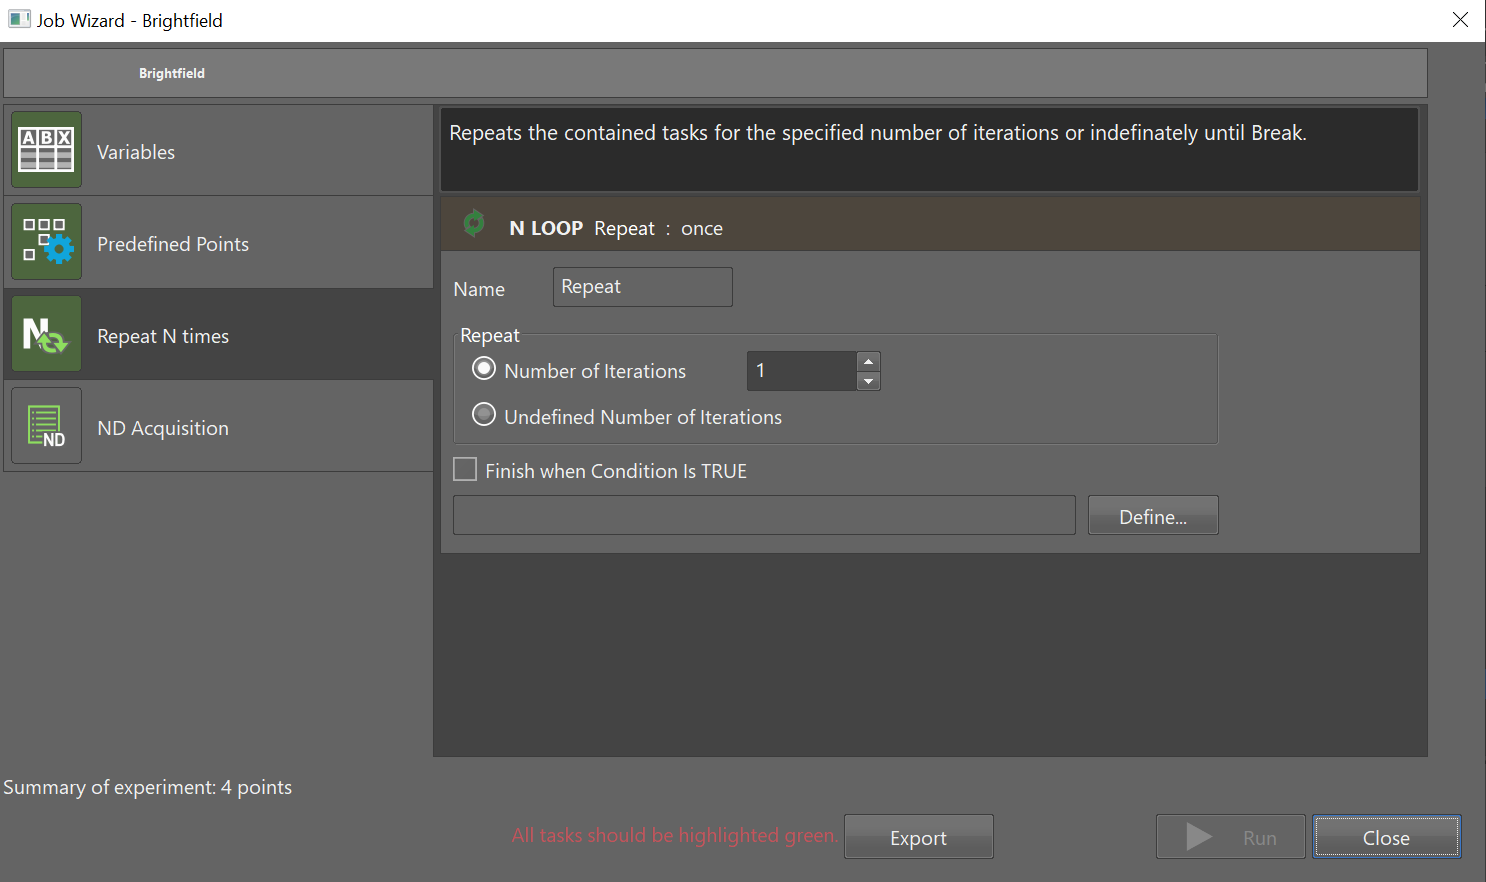 Job Wizard - Brightfield
Brightfield
ABX
Variables
Predefined Points
N
Repeat N times
ND
ND Acquisition
Repeats the contained tasks for the specified number of iterations or indefinately until Break.
N LOOP Repeat : once
Name Repeat
Repeat
Number of Iterations 1
Undefined Number of Iterations
Finish when Condition Is TRUE
Define...
Summary of experiment: 4 points
All tasks should be highlighted green. Export Run Close